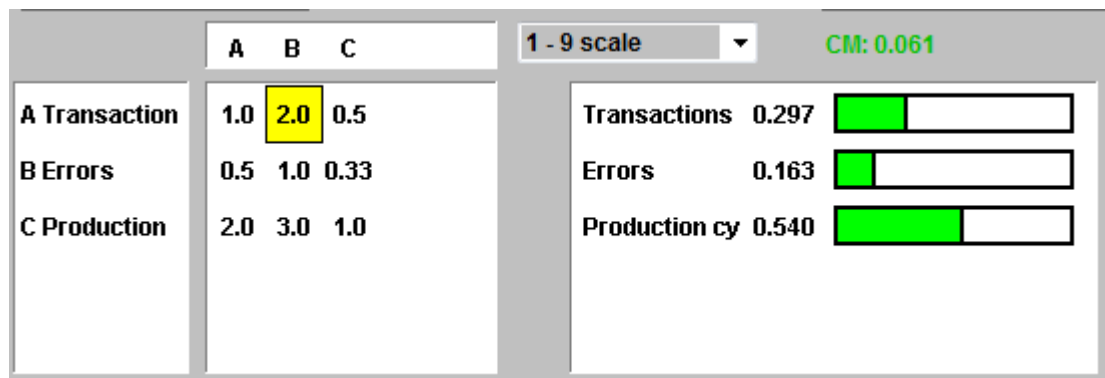 A B C
1 - 9 scale
CM: 0.061
A Transaction 1.0 2.0 0.5
B Errors 0.5 1.0 0.33
C Production 2.0 3.0 1.0
Transactions 0.297
Errors 0.163
Production cy 0.540